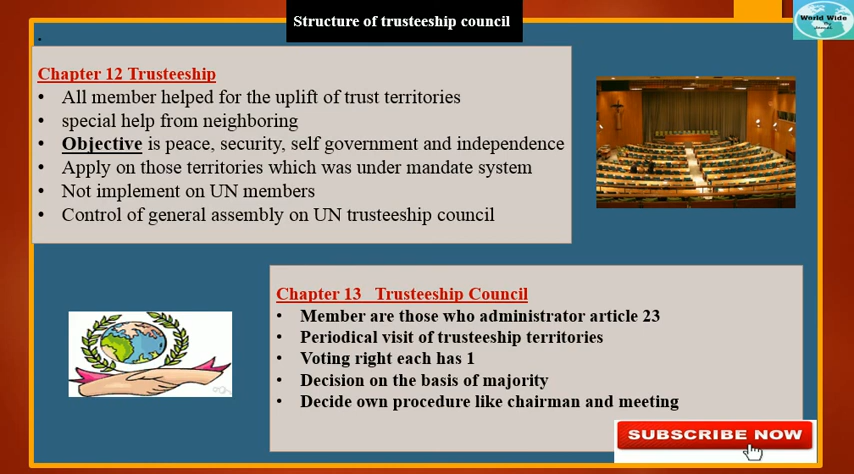 Structure of trusteeship council
World Wide
By
.
Chapter 12 Trusteeship
• All member helped for the uplift of trust territories
• special help from neighboring
• Objective is peace, security, self government and independence
• Apply on those territories which was under mandate system
• Not implement on UN members
• Control of general assembly on UN trusteeship council
Chapter 13 Trusteeship Council
• Member are those who administrator article 23
• Periodical visit of trusteeship territories
• Voting right each has 1
• Decision on the basis of majority
• Decide own procedure like chairman and meeting
SUBSCRIBE NOW